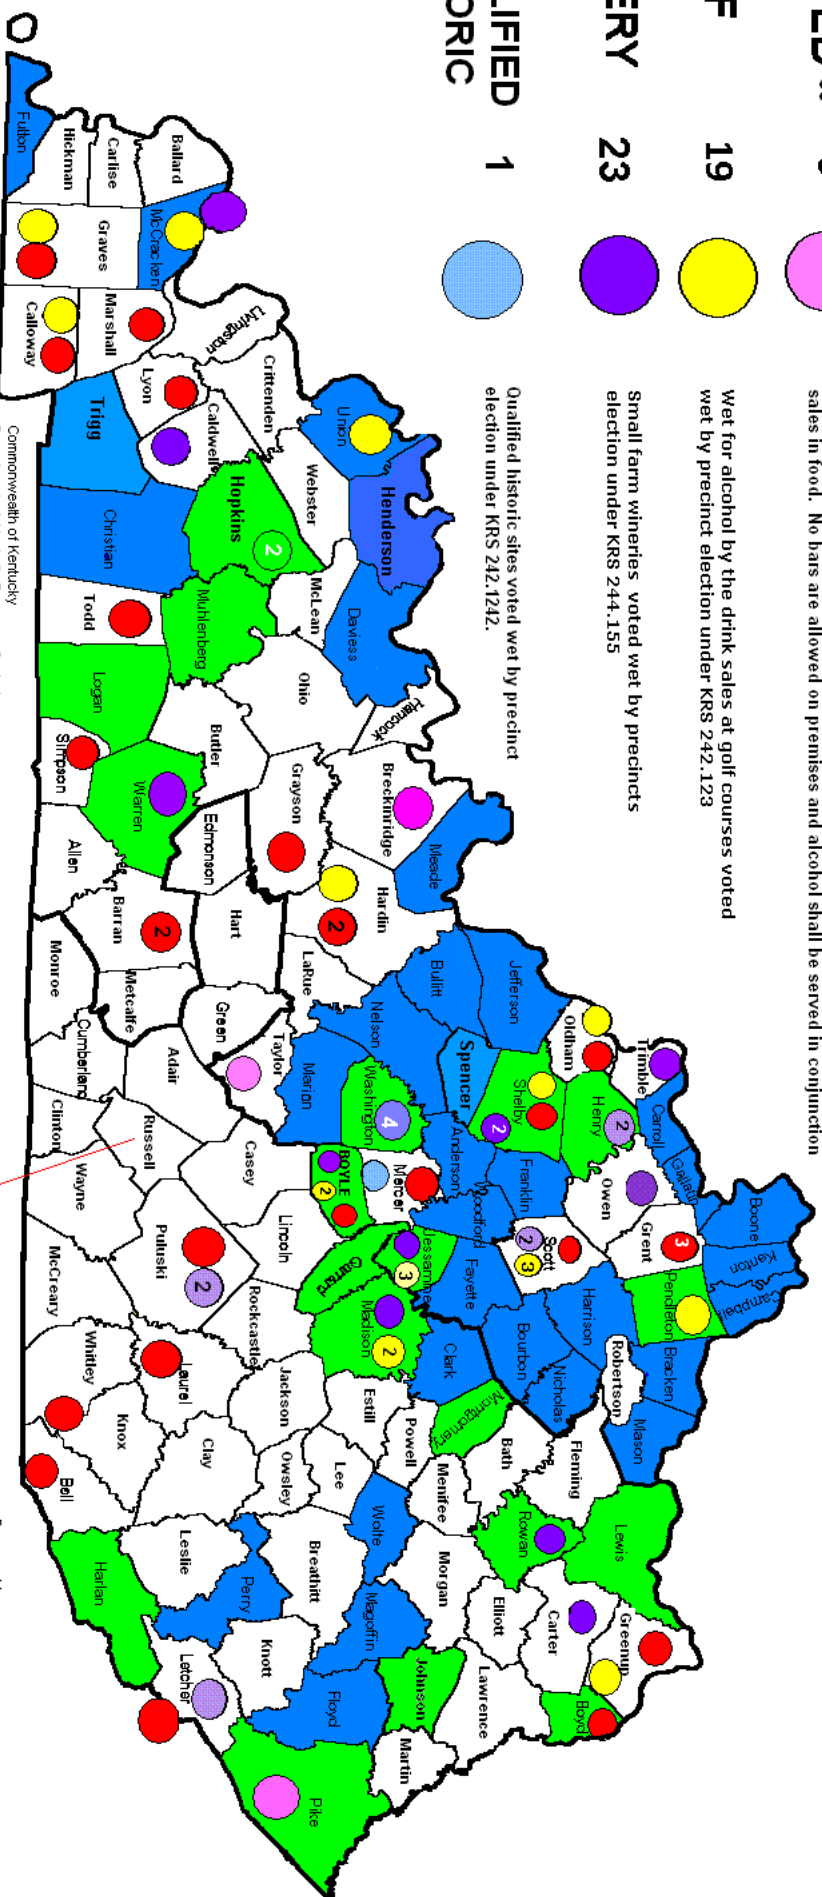 ED
sales in food. No bars are allowed on premises and alcohol shall be served in conjunction
F
19
Wet for alcohol by the drink sales at golf courses voted
wet by precinct election under KRS 242.123
ERY
23
Small farm wineries voted wet by precincts
election under KRS 244.155
LIFIED
ORIC
1
Qualified historic sites voted wet by precinct
election under KRS 242.1242.
Boone
Kenton
Campbell
Trimble
Carroll
Gallatin
Grent
3
Pendleton
Bracken
Mason
Robertson
Lewis
Greenup
Oldham
Henry
2
Owen
Harrison
Fleming
Carter
Boyd
Jefferson
Shelby
2
Franklin
Scott
2
3
Nicholas
Bourbon
Bath
Rowan
Elliott
Meade
Bullitt
Spencer
Anderson
Woodford
Fayette
Clark
Montgomery
Menifee
Morgan
Lawrence
Hancock
Breckinridge
Hardin
2
Nelson
Washington
4
Mercer
Jessamine
3
Madison
2
Estill
Powell
Wolfe
Magoffin
Johnson
Martin
Union
Henderson
Daviess
Webster
McLean
Ohio
Grayson
LaRue
Marion
BOYLE
2
Garrard
Lee
Breathitt
Floyd
Pike
Livingston
Crittenden
Hopkins
2
Muhlenberg
Butler
Edmonson
Hart
Green
Taylor
Casey
Lincoln
Rockcastle
Jackson
Owsley
Perry
Knott
Ballard
McCracken
Lyon
Caldwell
Warren
Barran
2
Metcalfe
Adair
Russell
Puluski
2
Laurel
Clay
Leslie
Letcher
Carlise
Hickman
Fulton
Graves
Marshall
Calloway
Trigg
Christian
Todd
Logan
Simpson
Allen
Monroe
Cumberland
Clinton
Wayne
McCreary
Whitley
Knox
Bell
Harlan
Commonwealth of Kentucky